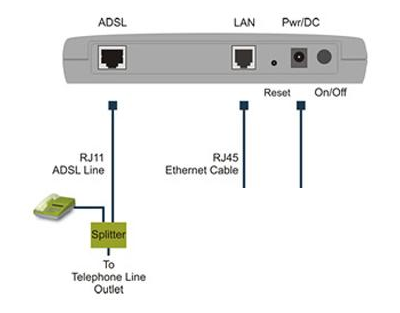 ADSL
LAN
Pwr/DC
Reset
On/Off
RJ11
ADSL Line
RJ45
Ethernet Cable
Splitter
To
Telephone Line
Outlet